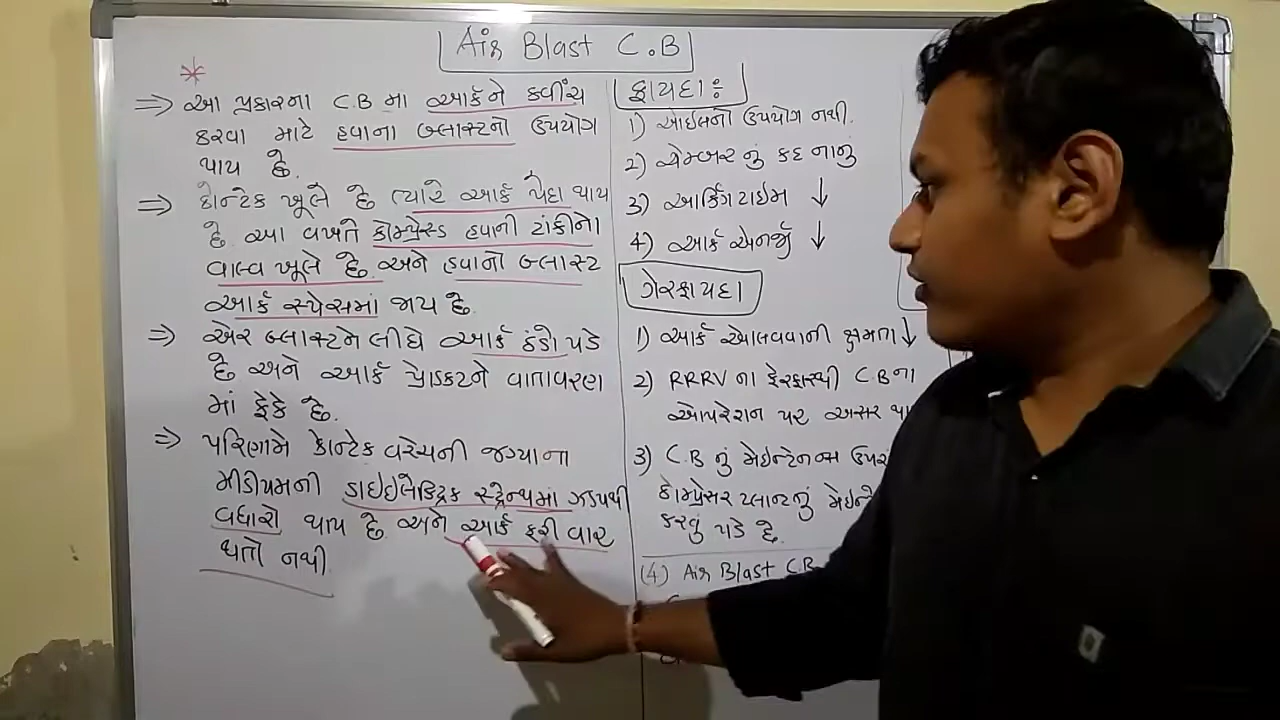 Air Blast C.B
*
⇒ આ પ્રકારના C.B માં આર્કને ક્વીંચ
કરવા માટે હવાના બ્લાસ્ટનો ઉપયોગ
થાય છે.
⇒ કોન્ટેક ખૂલે છે ત્યારે આર્ક પેદા થાય
છે. આ વખતે કોમ્પ્રેસ્ડ હવાની ટાંકીનો
વાલ્વ ખૂલે છે. અને હવાનો બ્લાસ્ટ
આર્ક સ્પેસમાં જાય છે.
⇒ એર બ્લાસ્ટને લીધે આર્ક ઠંડો પડે
છે અને આર્ક પ્રોડક્ટને વાતાવરણ
માં ફેંકે છે.
⇒ પરિણામે કોન્ટેક વચ્ચેની જગ્યાના
મીડીયમની ડાઇઇલેક્ટ્રિક સ્ટ્રેન્થમાં ઝડપથી
વધારો થાય છે. અને આર્ક ફરી વાર
થતો નથી.
ફાયદા :
1) ઓઇલનો ઉપયોગ નથી.
2) ચેમ્બર નું કદ નાનું
3) આર્કિંગ ટાઇમ ↓
4) આર્ક એનર્જી ↓
ગેરફાયદા
1) આર્ક ઓલવવાની ક્ષમતા ↓
2) RRRV ના ફેરફારથી C.B ના
ઓપરેશન પર અસર
3) C.B નું મેઇન્ટેનન્સ
કોમ્પ્રેસર પ્લાન્ટનું
કરવું પડે છે.
(4) Air Blast C.B